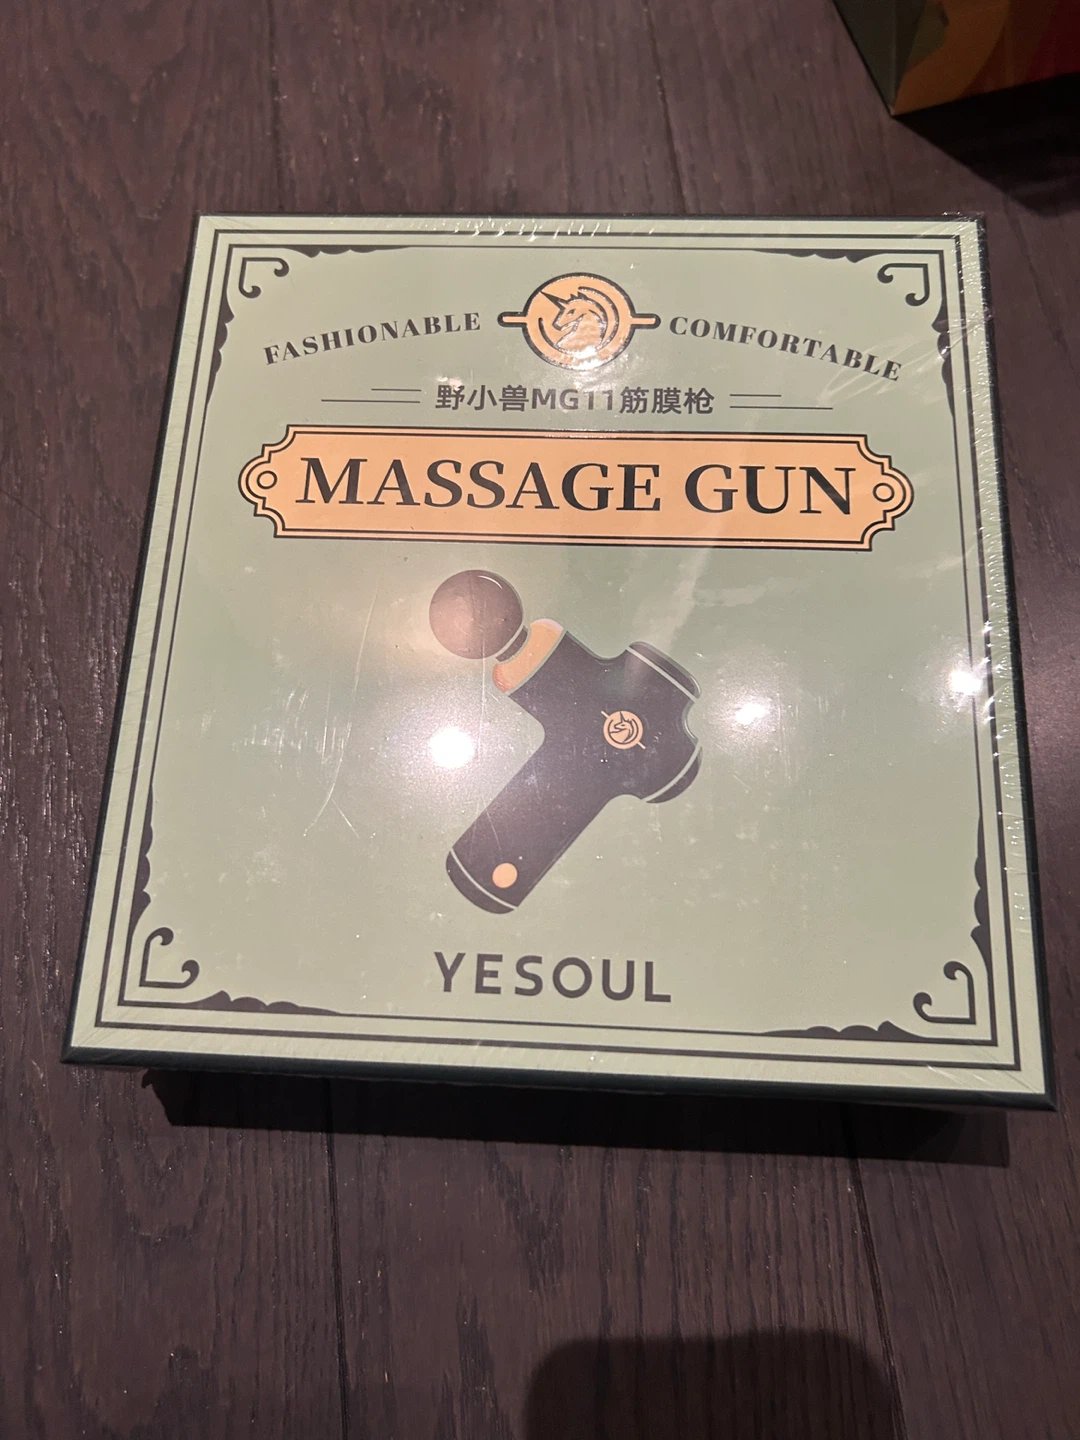 FASHIONABLE COMFORTABLE
野小兽MG11筋膜枪
MASSAGE GUN
YESOUL